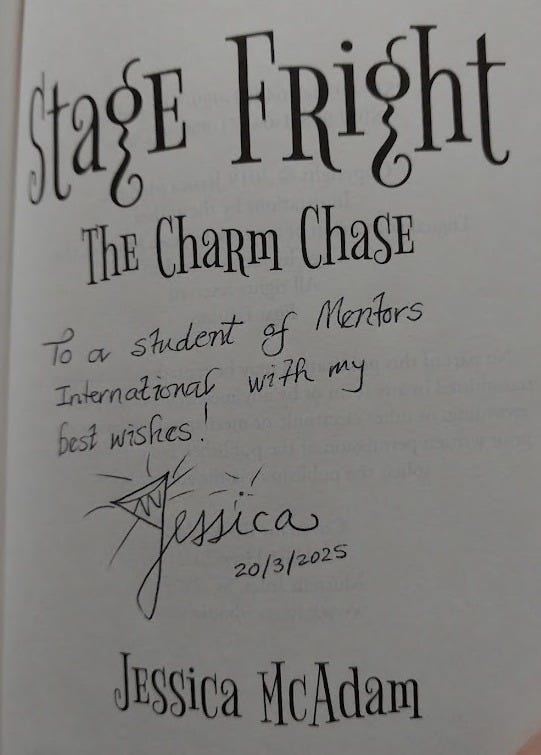 Stage Fright
The Charm Chase
To a student of Mentors
International with my
best wishes!
Jessica
20/3/2025
Jessica McAdam